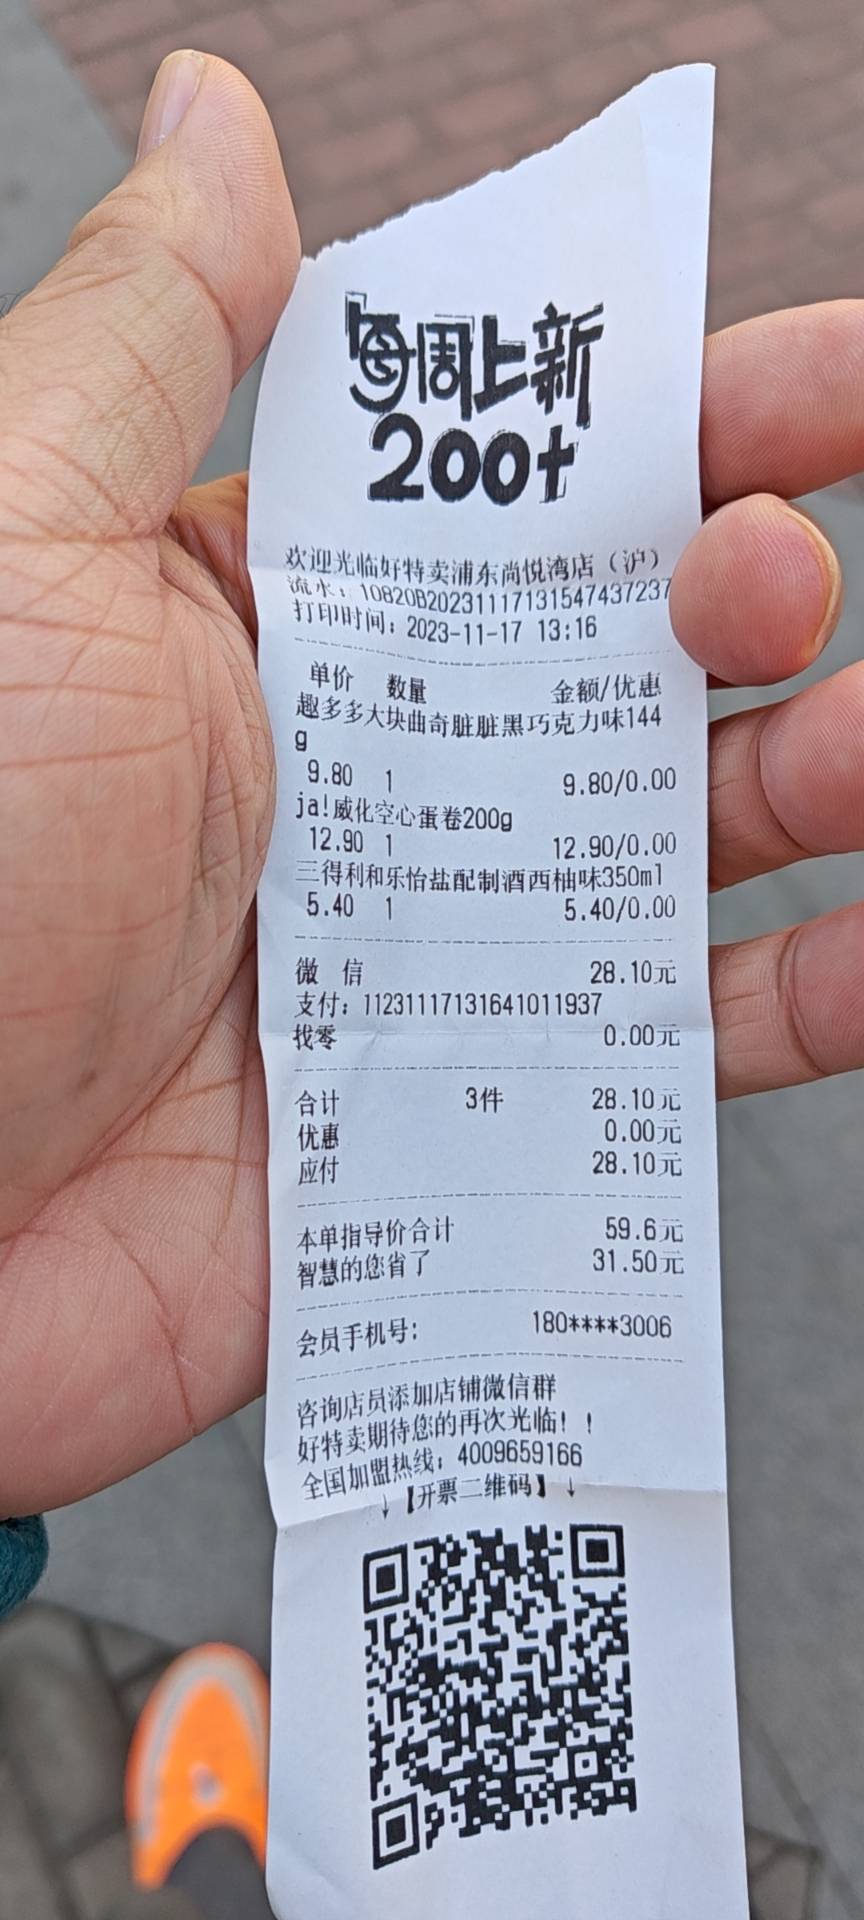 每周上新
200+
欢迎光临好特卖浦东尚悦湾店（沪）
流水：10820B20231117131547437237
打印时间：2023-11-17 13:16
单价 数量 金额/优惠
趣多多大块曲奇脏脏黑巧克力味144
g
9.80 1 9.80/0.00
ja!威化空心蛋卷200g
12.90 1 12.90/0.00
三得利和乐怡盐配制酒西柚味350ml
5.40 1 5.40/0.00
微 信 28.10元
支付：11231117131641011937
找零 0.00元
合计 3件 28.10元
优惠 0.00元
应付 28.10元
本单指导价合计 59.6元
智慧的您省了 31.50元
会员手机号： 180****3006
咨询店员添加店铺微信群
好特卖期待您的再次光临！！
全国加盟热线：4009659166
↓【开票二维码】↓